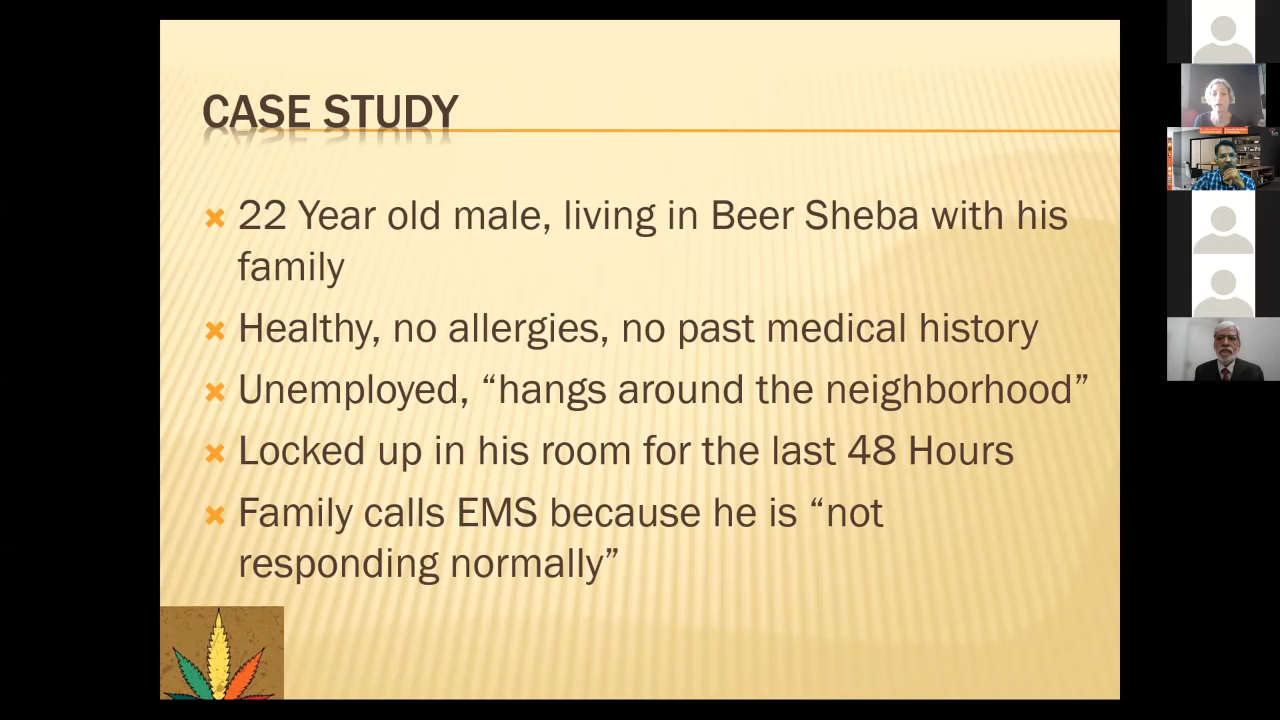 CASE STUDY
22 Year old male, living in Beer Sheba with his
family
Healthy, no allergies, no past medical history
Unemployed, “hangs around the neighborhood”
Locked up in his room for the last 48 Hours
Family calls EMS because he is “not
responding normally”